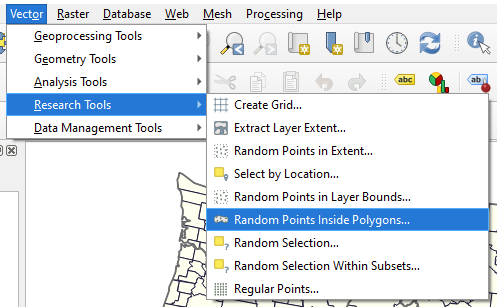 Vector Raster Database Web Mesh Processing Help
Geoprocessing Tools
Geometry Tools
Analysis Tools
Research Tools
Data Management Tools
abc
ab
Create Grid...
Extract Layer Extent...
Random Points in Extent...
Select by Location...
Random Points in Layer Bounds...
Random Points Inside Polygons...
Random Selection...
Random Selection Within Subsets...
Regular Points...